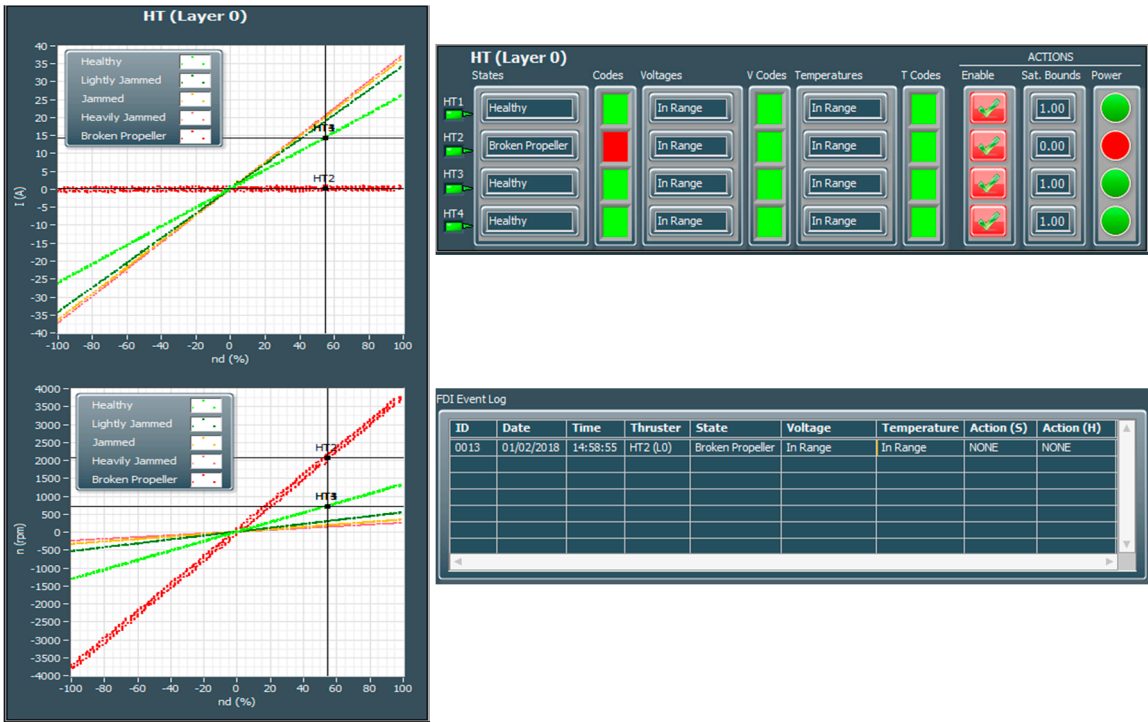 HT (Layer 0)
40
35
30
25
20
15
10
5
0
-5
-10
-15
-20
-25
-30
-35
-40
I (A)
Healthy
Lightly Jammed
Jammed
Heavily Jammed
Broken Propeller
HT2
-100 -80 -60 -40 -20 0 20 40 60 80 100
nd (%)
4000
3500
3000
2500
2000
1500
1000
500
0
-500
-1000
-1500
-2000
-2500
-3000
-3500
-4000
n (rpm)
Healthy
Lightly Jammed
Jammed
Heavily Jammed
Broken Propeller
HT2
-100 -80 -60 -40 -20 0 20 40 60 80 100
nd (%)
HT (Layer 0) ACTIONS
States Codes Voltages V Codes Temperatures T Codes Enable Sat. Bounds Power
HT1 Healthy In Range In Range 1.00
HT2 Broken Propeller In Range In Range 0.00
HT3 Healthy In Range In Range 1.00
HT4 Healthy In Range In Range 1.00
FDI Event Log
ID Date Time Thruster State Voltage Temperature Action (S) Action (H)
0013 01/02/2018 14:58:55 HT2 (L0) Broken Propeller In Range In Range NONE NONE